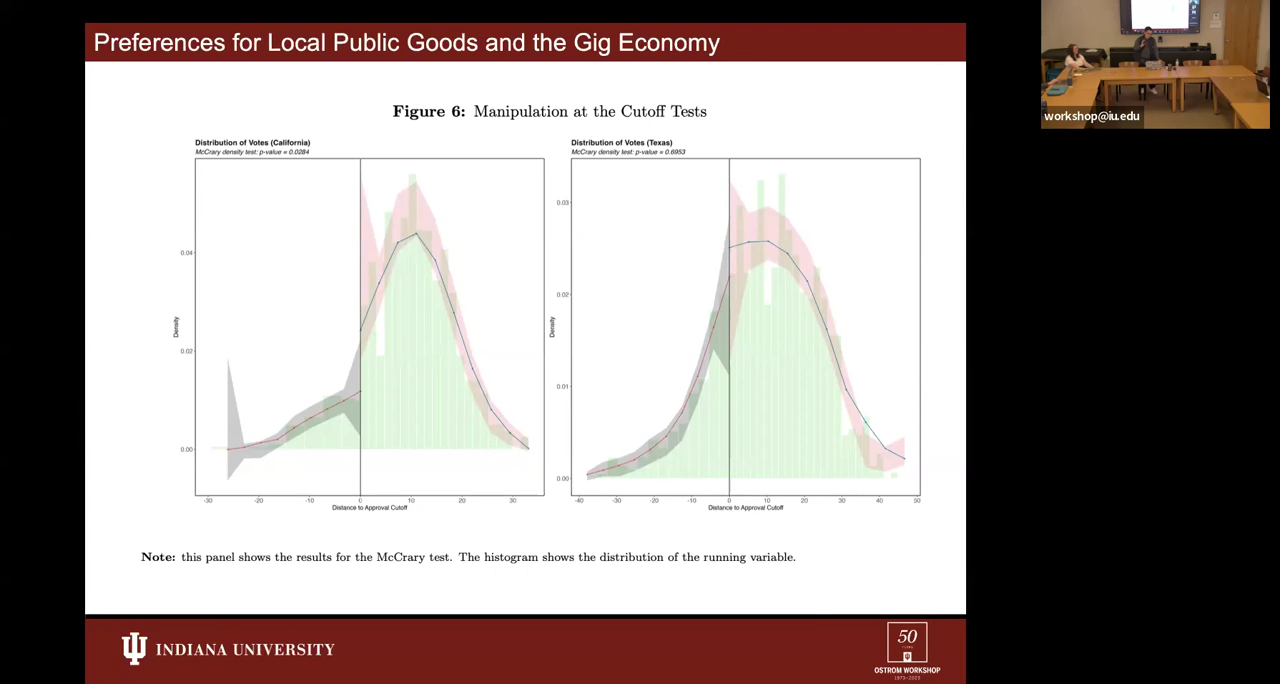 Preferences for Local Public Goods and the Gig Economy
workshop@iu.edu
Figure 6: Manipulation at the Cutoff Tests
Distribution of Votes (California)
McCrary density test: p-value = 0.0284
Density
0.04
0.02
0.00
-30 -20 -10 0 10 20 30
Distance to Approval Cutoff
Distribution of Votes (Texas)
McCrary density test: p-value = 0.6953
Density
0.03
0.02
0.01
0.00
-40 -30 -20 -10 0 10 20 30 40 50
Distance to Approval Cutoff
Note: this panel shows the results for the McCrary test. The histogram shows the distribution of the running variable.
INDIANA UNIVERSITY
50
YEARS
OSTROM WORKSHOP
1973–2023